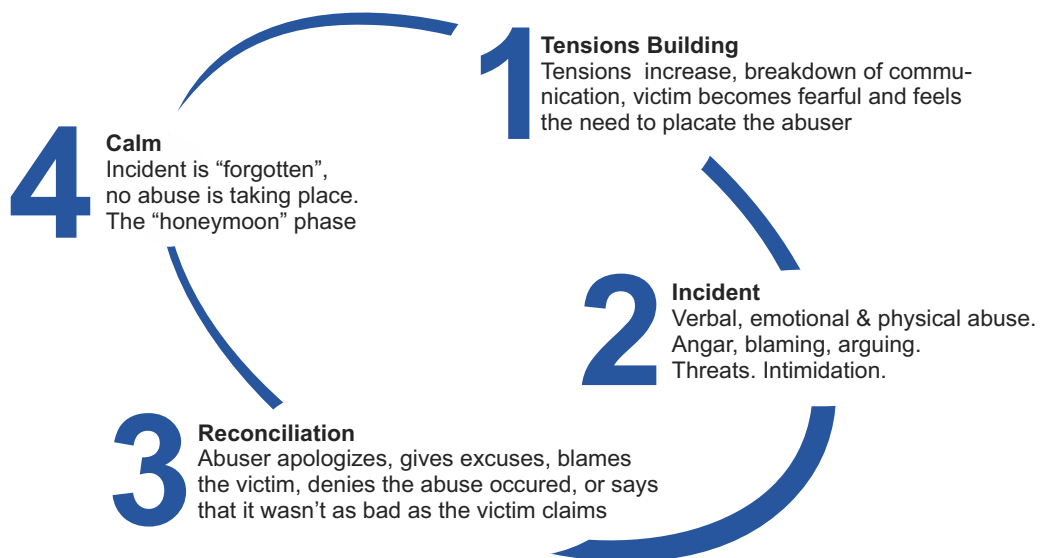 1
Tensions Building
Tensions  increase, breakdown of commu-
nication, victim becomes fearful and feels
the need to placate the abuser
2
Incident
Verbal, emotional & physical abuse.
Angar, blaming, arguing.
Threats. Intimidation.
3
Reconciliation
Abuser apologizes, gives excuses, blames
the victim, denies the abuse occured, or says
that it wasn’t as bad as the victim claims
4
Calm
Incident is “forgotten”,
no abuse is taking place.
The “honeymoon” phase